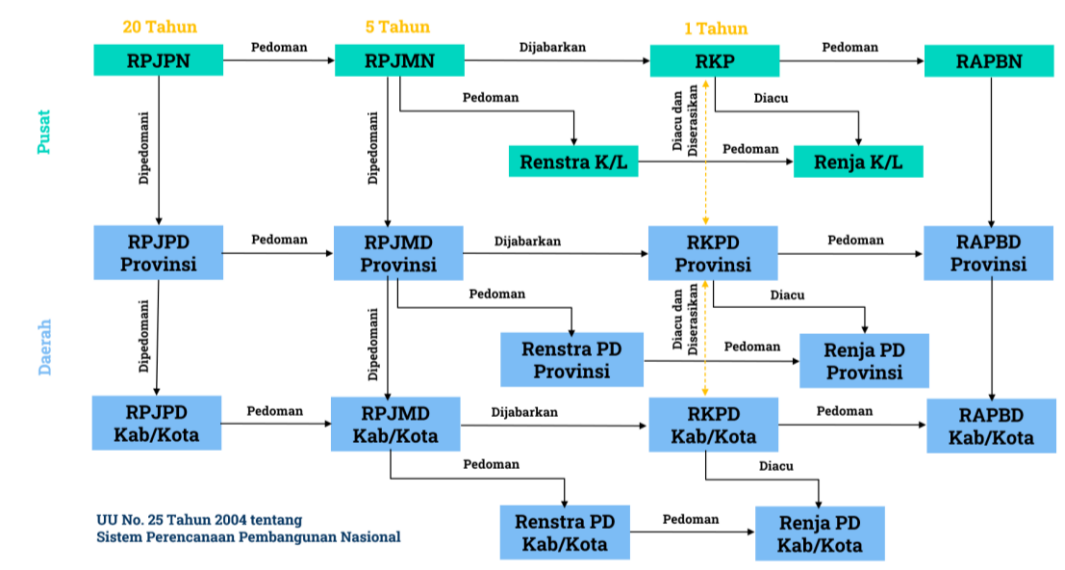 20 Tahun
5 Tahun
1 Tahun
RPJPN
Pedoman
RPJMN
Dijabarkan
RKP
Pedoman
RAPBN
Pusat
Dipedomani
Dipedomani
Pedoman
Diacu dan
Diserasikan
Diacu
Renstra K/L
Pedoman
Renja K/L
RPJPD
Provinsi
Pedoman
RPJMD
Provinsi
Dijabarkan
RKPD
Provinsi
Pedoman
RAPBD
Provinsi
Daerah
Dipedomani
Dipedomani
Pedoman
Diacu dan
Diserasikan
Diacu
Renstra PD
Provinsi
Pedoman
Renja PD
Provinsi
RPJPD
Kab/Kota
Pedoman
RPJMD
Kab/Kota
Dijabarkan
RKPD
Kab/Kota
Pedoman
RAPBD
Kab/Kota
Pedoman
Diacu
Renstra PD
Kab/Kota
Pedoman
Renja PD
Kab/Kota
UU No. 25 Tahun 2004 tentang
Sistem Perencanaan Pembangunan Nasional